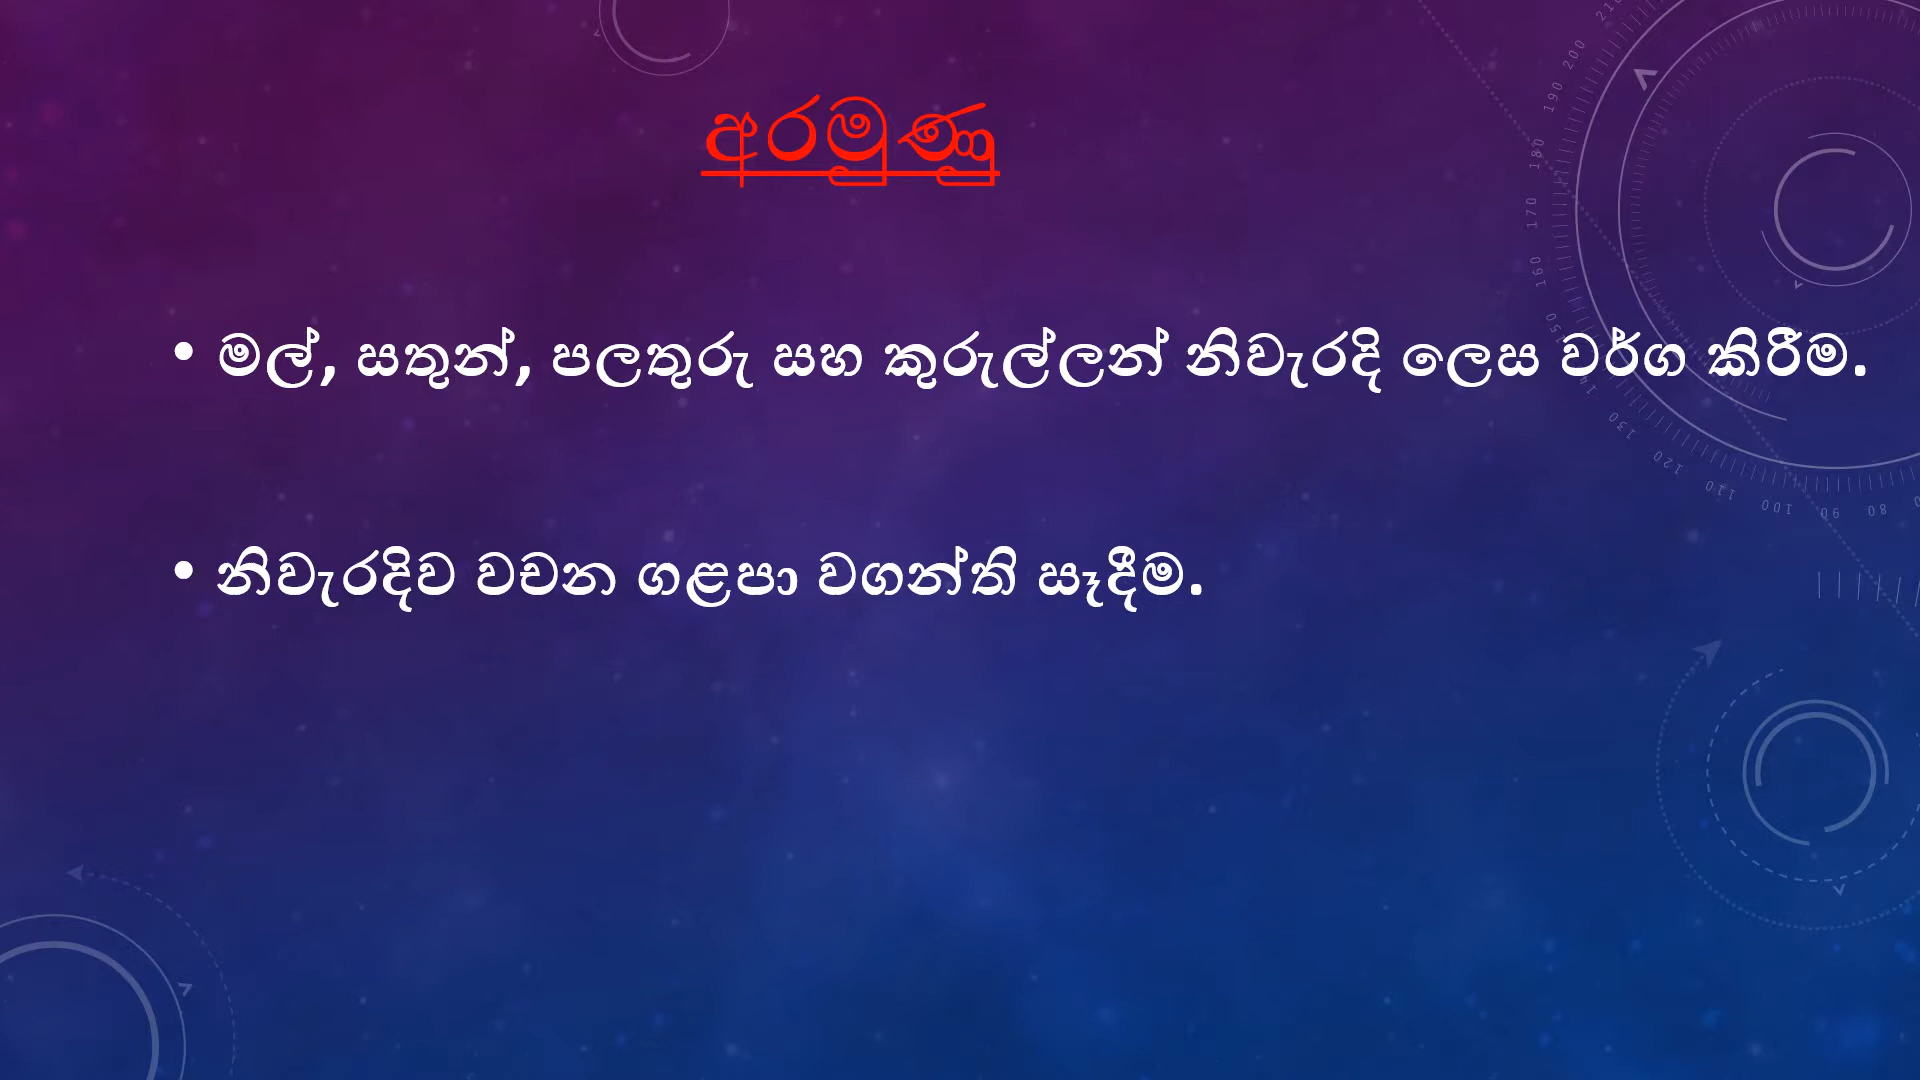 අරමුණු
• මල්, සතුන්, පලතුරු සහ කුරුල්ලන් නිවැරදි ලෙස වර්ග කිරීම.
• නිවැරදිව වචන ගළපා වගන්ති සෑදීම.